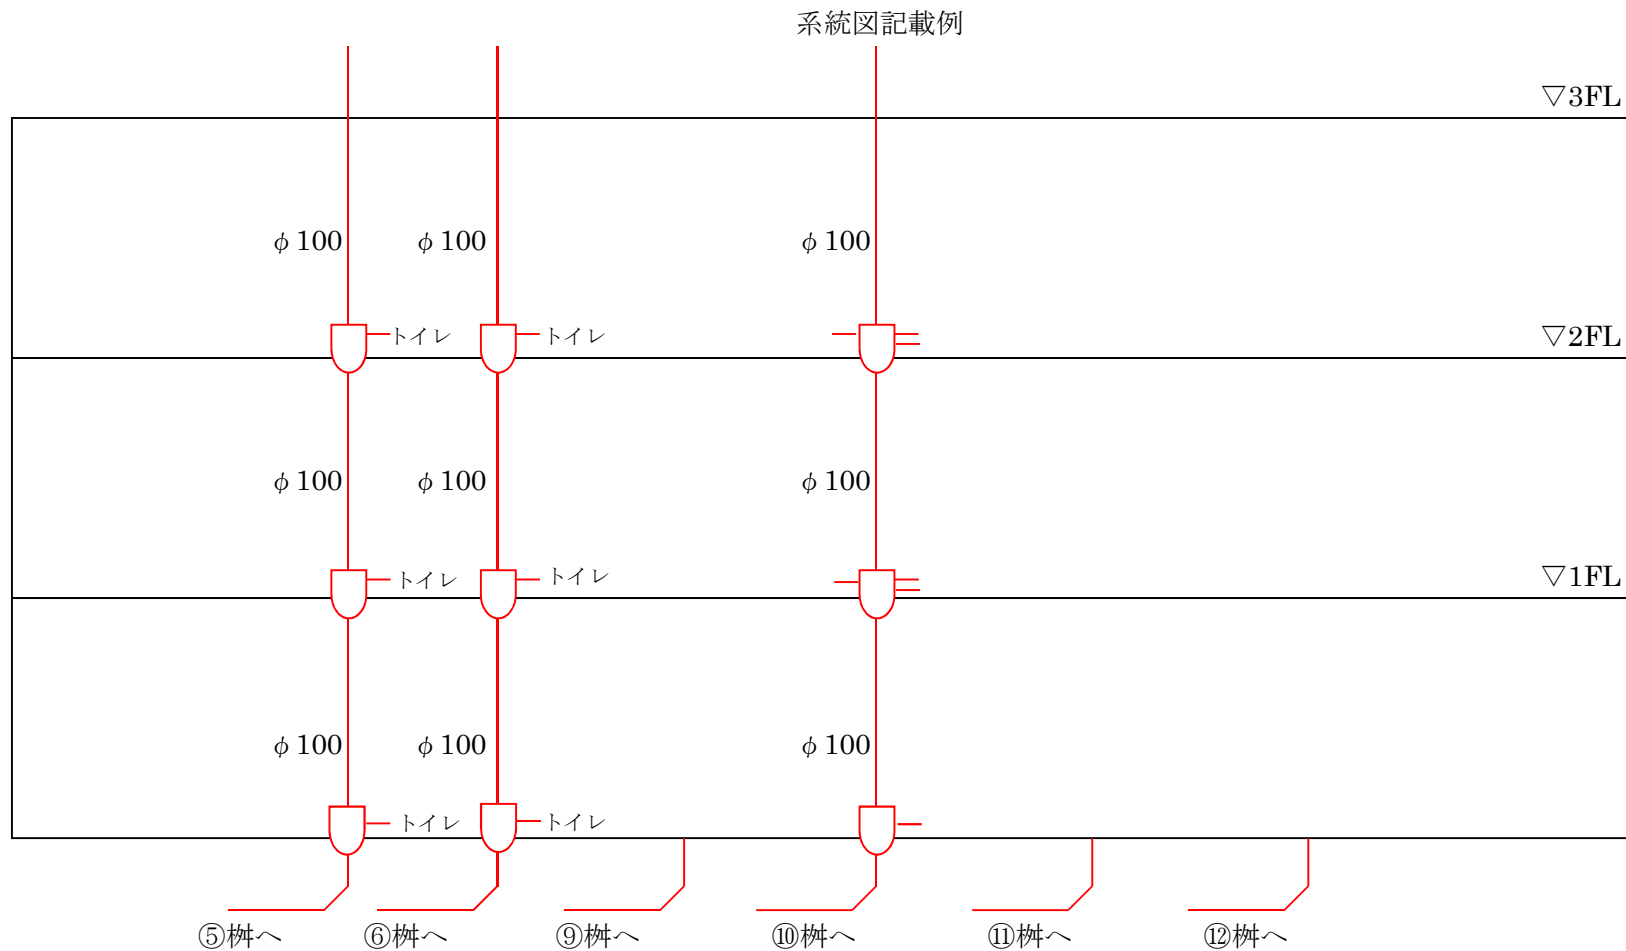 系統図記載例
▽3FL
φ100 φ100 φ100
トイレ トイレ
▽2FL
φ100 φ100 φ100
トイレ トイレ
▽1FL
φ100 φ100 φ100
トイレ トイレ
⑤桝へ ⑥桝へ ⑨桝へ ⑩桝へ ⑪桝へ ⑫桝へ